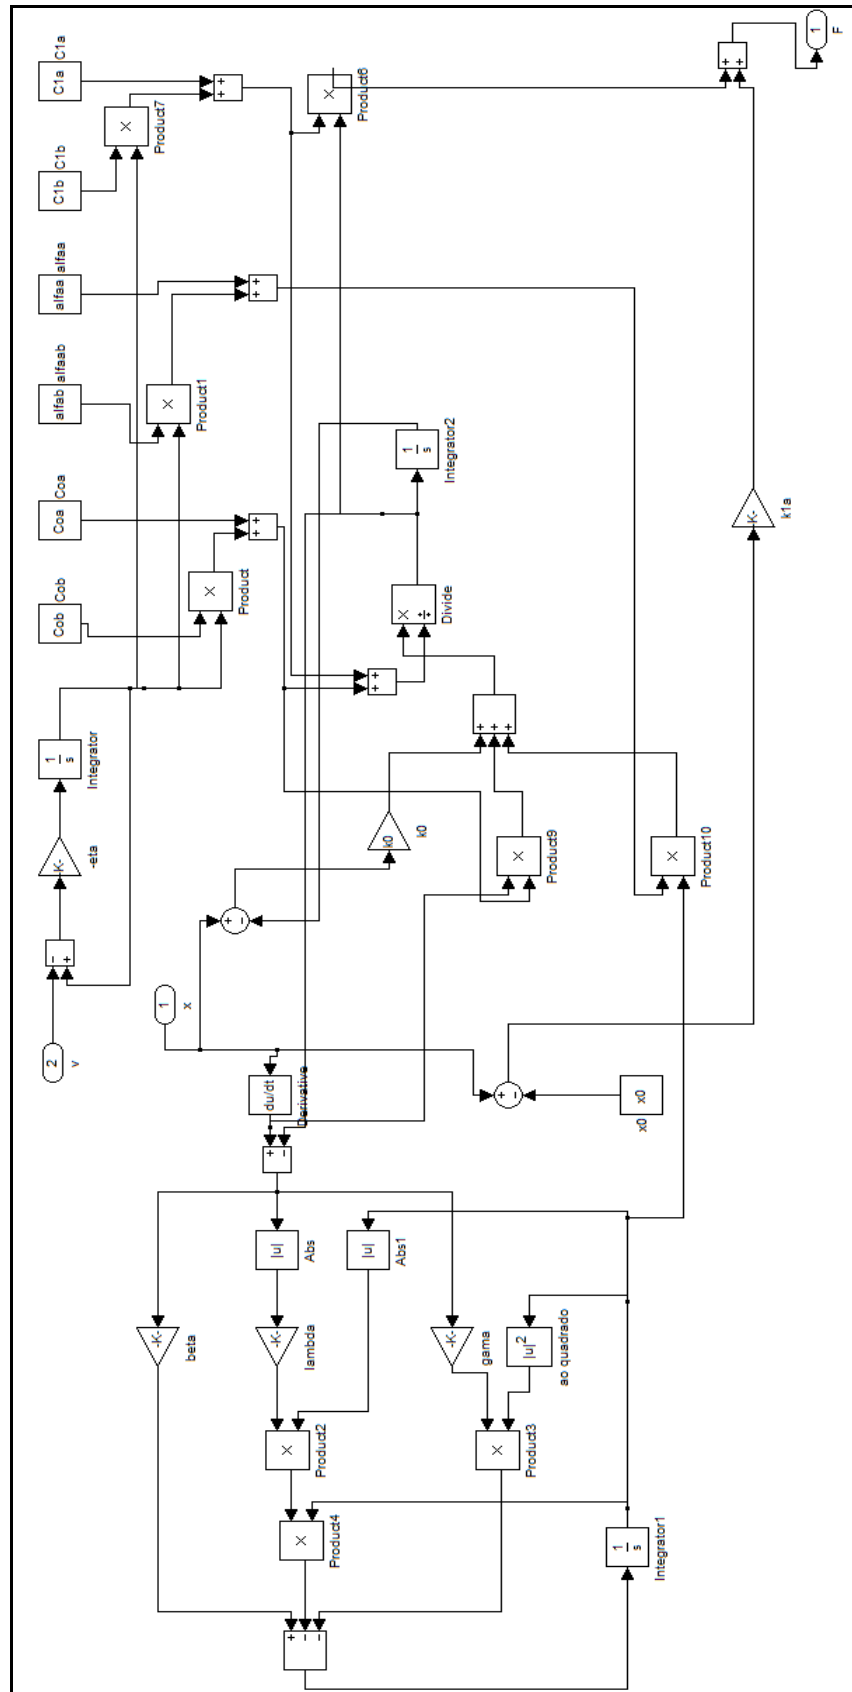 C1a
C1a
C1b
C1b
×
Product7
+
+
×
Product6
+
+
1
F
alfaa
alfaa
alfab
alfaab
×
Product1
+
+
Coa
Coa
Cob
Cob
×
Product
+
+
1
s
Integrator2
K-
k1a
×
÷
Divide
+
+
+
+
+
1
s
Integrator
K-
-eta
−
+
2
v
k0
k0
×
Product9
×
Product10
+
−
1
x
du/dt
Derivative
+
−
+
−
x0
x0
|u|
Abs
|u|
Abs1
-K-
beta
-K-
lambda
-K-
gama
|u|²
ao quadrado
×
Product2
×
Product3
×
Product4
1
s
Integrator1
+
−
−